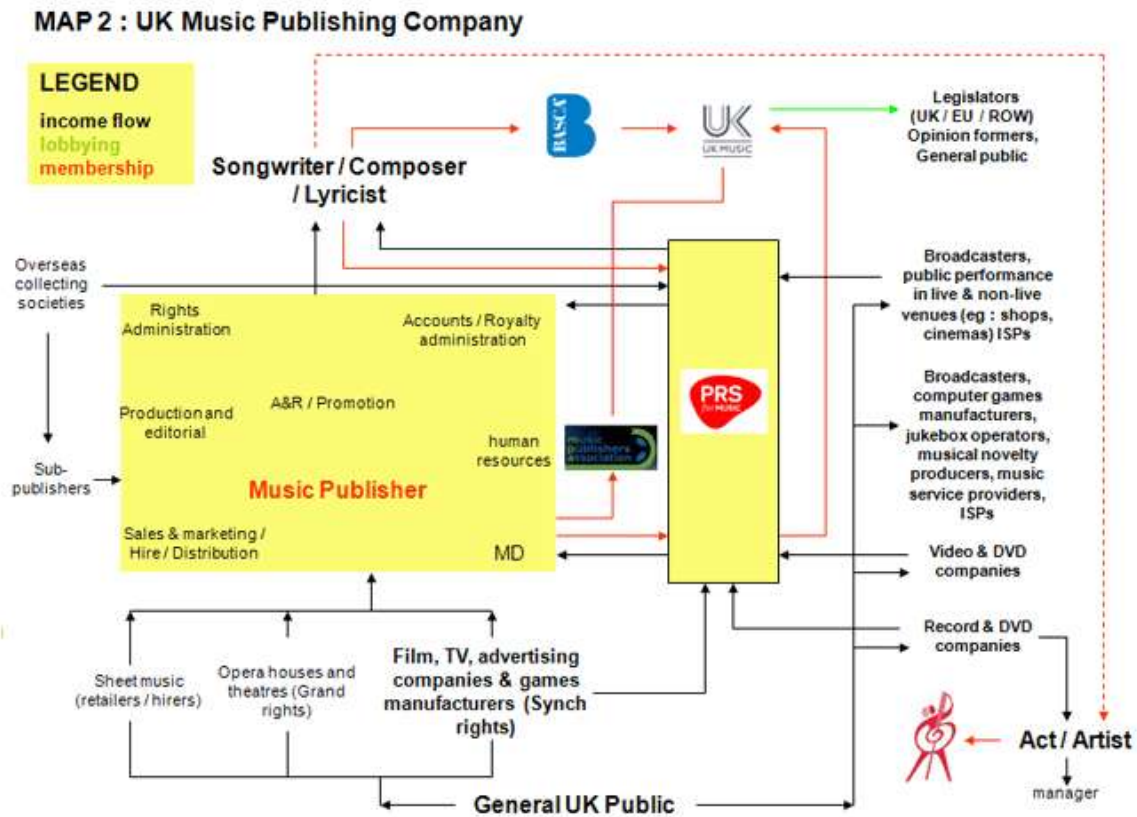 MAP 2 : UK Music Publishing Company
LEGEND
income flow
lobbying
membership
Songwriter / Composer
/ Lyricist
BASCA
UK
UK MUSIC
Legislators
(UK / EU / ROW)
Opinion formers,
General public
Overseas
collecting
societies
Sub-
publishers
Rights
Administration
Accounts / Royalty
administration
A&R / Promotion
Production and
editorial
human
resources
Music Publisher
Sales & marketing /
Hire / Distribution
MD
music
publishers
association
PRS
for MUSIC
Broadcasters,
public performance
in live & non-live
venues (eg : shops,
cinemas) ISPs
Broadcasters,
computer games
manufacturers,
jukebox operators,
musical novelty
producers, music
service providers,
ISPs
Video & DVD
companies
Record & DVD
companies
Sheet music
(retailers / hirers)
Opera houses and
theatres (Grand
rights)
Film, TV, advertising
companies & games
manufacturers (Synch
rights)
Act / Artist
manager
General UK Public